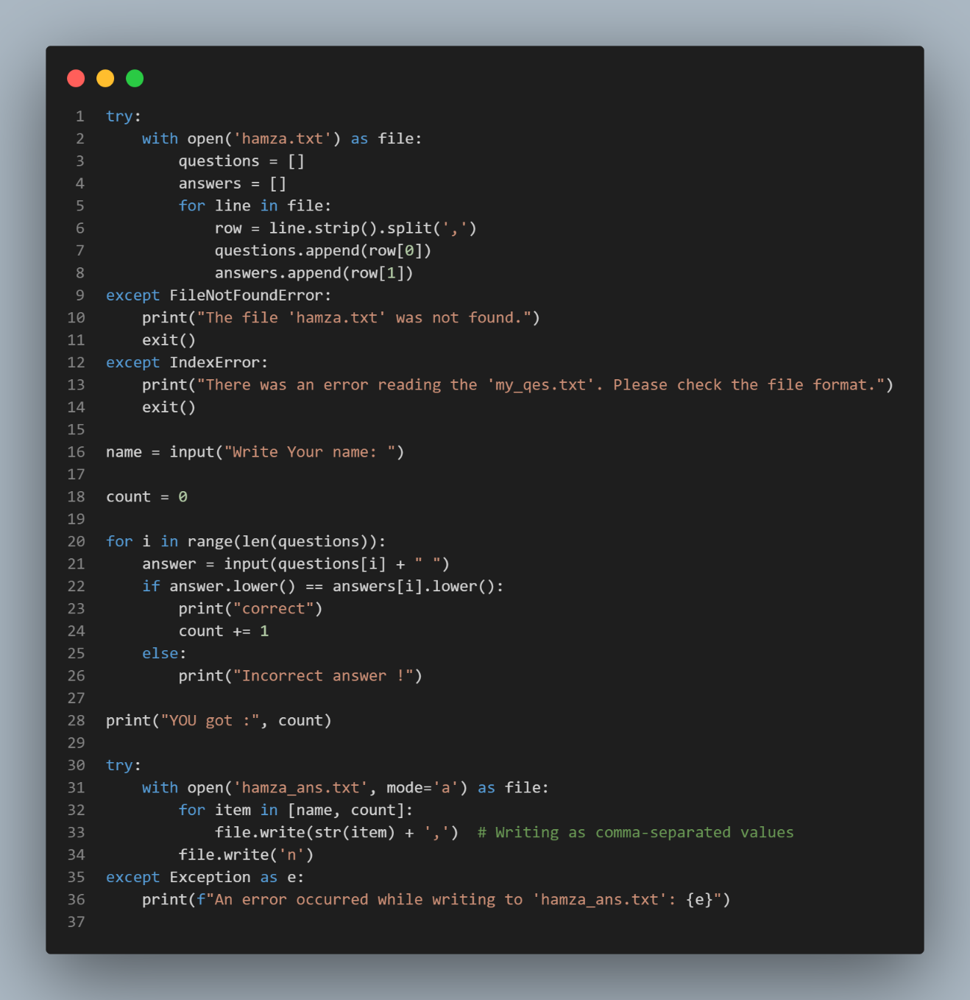 1 try:
2     with open('hamza.txt') as file:
3         questions = []
4         answers = []
5         for line in file:
6             row = line.strip().split(',')
7             questions.append(row[0])
8             answers.append(row[1])
9 except FileNotFoundError:
10     print("The file 'hamza.txt' was not found.")
11     exit()
12 except IndexError:
13     print("There was an error reading the 'my_qes.txt'. Please check the file format.")
14     exit()
15
16 name = input("Write Your name: ")
17
18 count = 0
19
20 for i in range(len(questions)):
21     answer = input(questions[i] + " ")
22     if answer.lower() == answers[i].lower():
23         print("correct")
24         count += 1
25     else:
26         print("Incorrect answer !")
27
28 print("YOU got :", count)
29
30 try:
31     with open('hamza_ans.txt', mode='a') as file:
32         for item in [name, count]:
33             file.write(str(item) + ',')  # Writing as comma-separated values
34         file.write('n')
35 except Exception as e:
36     print(f"An error occurred while writing to 'hamza_ans.txt': {e}")
37